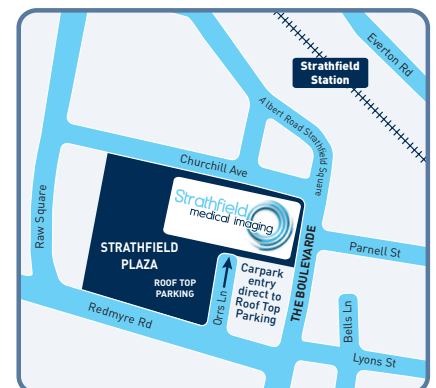 Everton Rd
Strathfield
Station
Albert Road Strathfield Square
Churchill Ave
Strathfield
medical imaging
Raw Square
STRATHFIELD
PLAZA
ROOF TOP
PARKING
Orrs Ln
Carpark
entry
direct to
Roof Top
Parking
THE BOULEVARDE
Parnell St
Bells Ln
Redmyre Rd
Lyons St